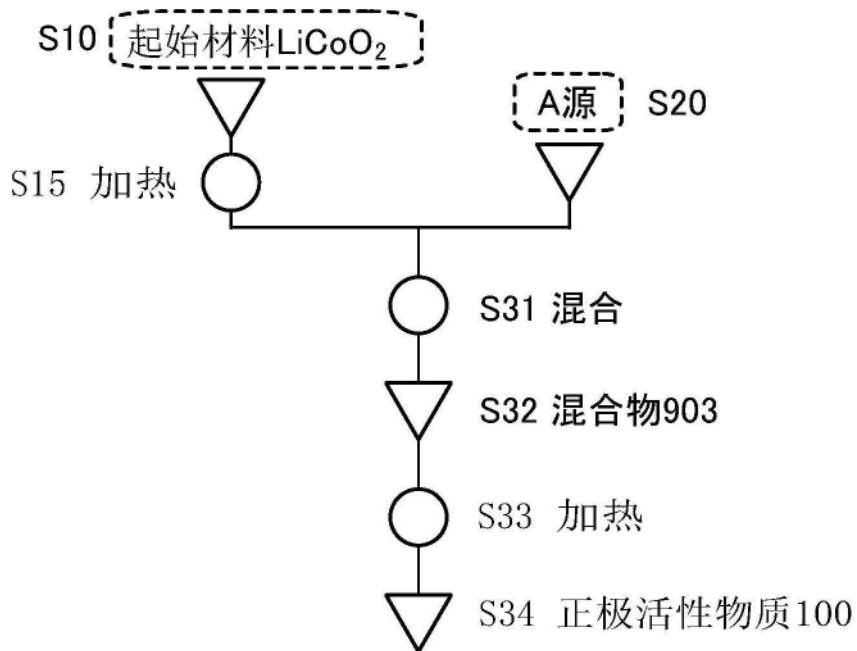 S10 起始材料LiCoO₂
A源 S20
S15 加热
S31 混合
S32 混合物903
S33 加热
S34 正极活性物质100